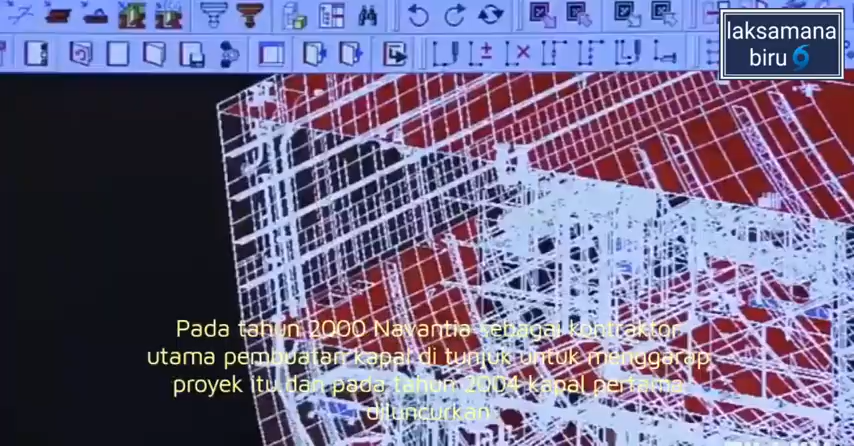 laksamana
biru
Pada tahun 2000 Navantia sebagai kontraktor
utama pembuatan kapal di tunjuk untuk menggarap
proyek itu dan pada tahun 2004 kapal pertama
diluncurkan